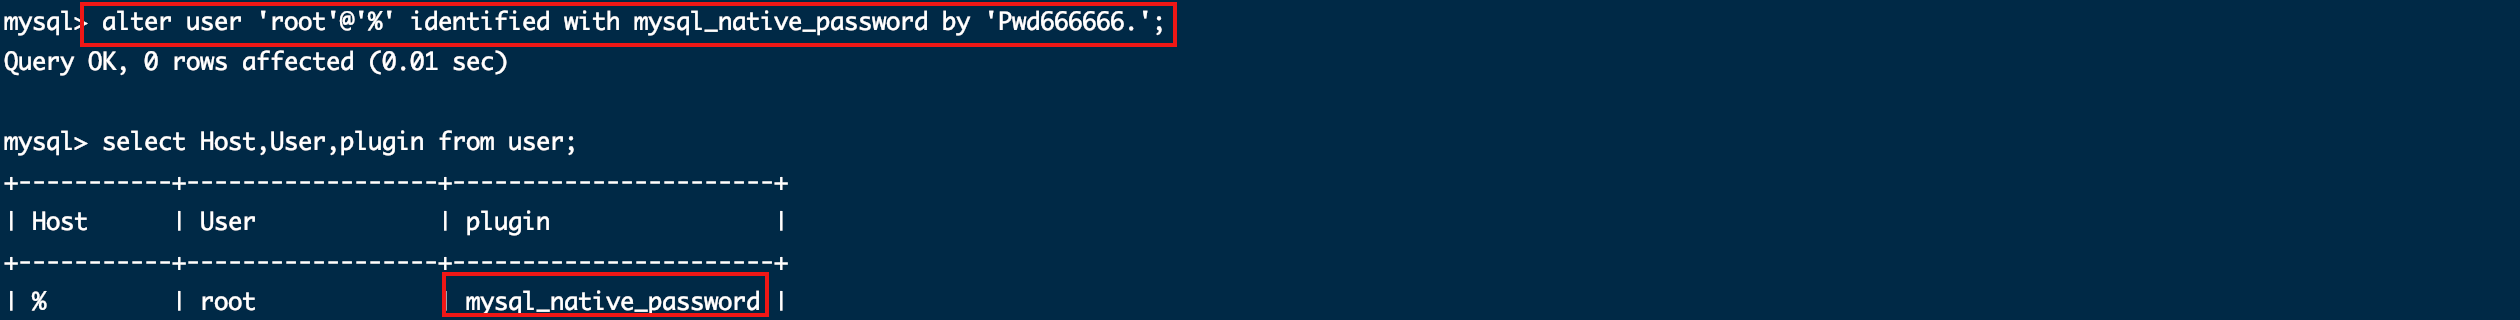 mysql> alter user 'root'@'%' identified with mysql_native_password by 'Pwd666666.';
Query OK, 0 rows affected (0.01 sec)
mysql> select Host,User,plugin from user;
+-----------+------------------+-----------------------+
| Host      | User             | plugin                |
+-----------+------------------+-----------------------+
| %         | root             | mysql_native_password |